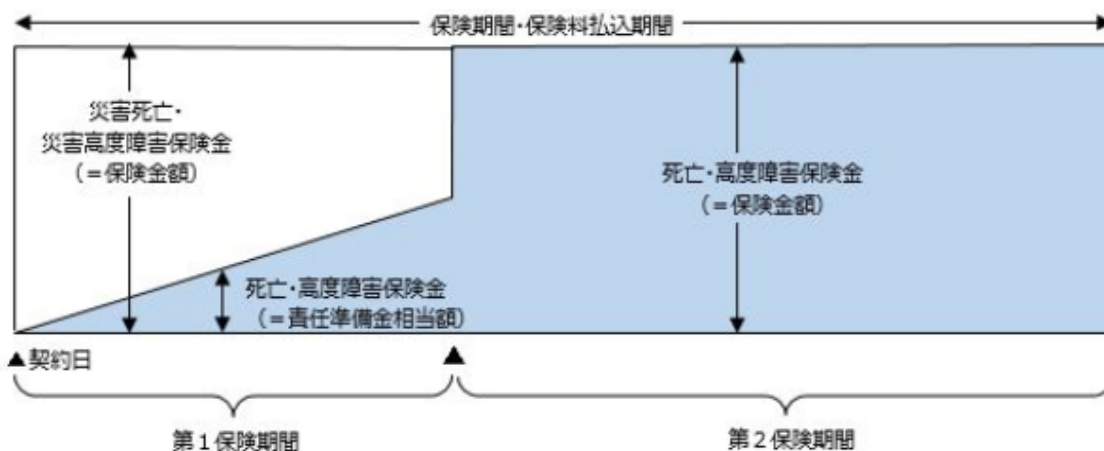 保険期間・保険料払込期間
災害死亡・
災害高度障害保険金
（＝保険金額）
死亡・高度障害保険金
（＝保険金額）
死亡・高度障害保険金
（＝責任準備金相当額）
▲契約日
▲
第１保険期間
第２保険期間